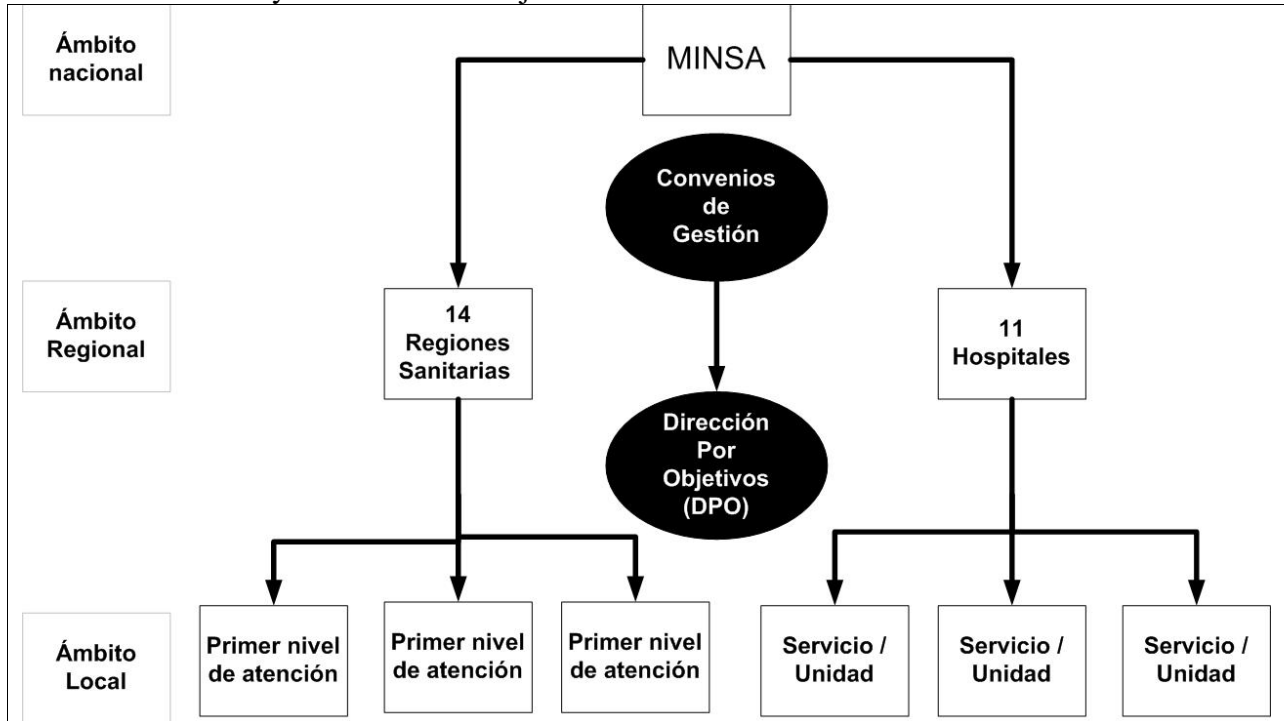 Ámbito
nacional
MINSA
Convenios
de
Gestión
Ámbito
Regional
14
Regiones
Sanitarias
11
Hospitales
Dirección
Por
Objetivos
(DPO)
Ámbito
Local
Primer nivel
de atención
Primer nivel
de atención
Primer nivel
de atención
Servicio /
Unidad
Servicio /
Unidad
Servicio /
Unidad